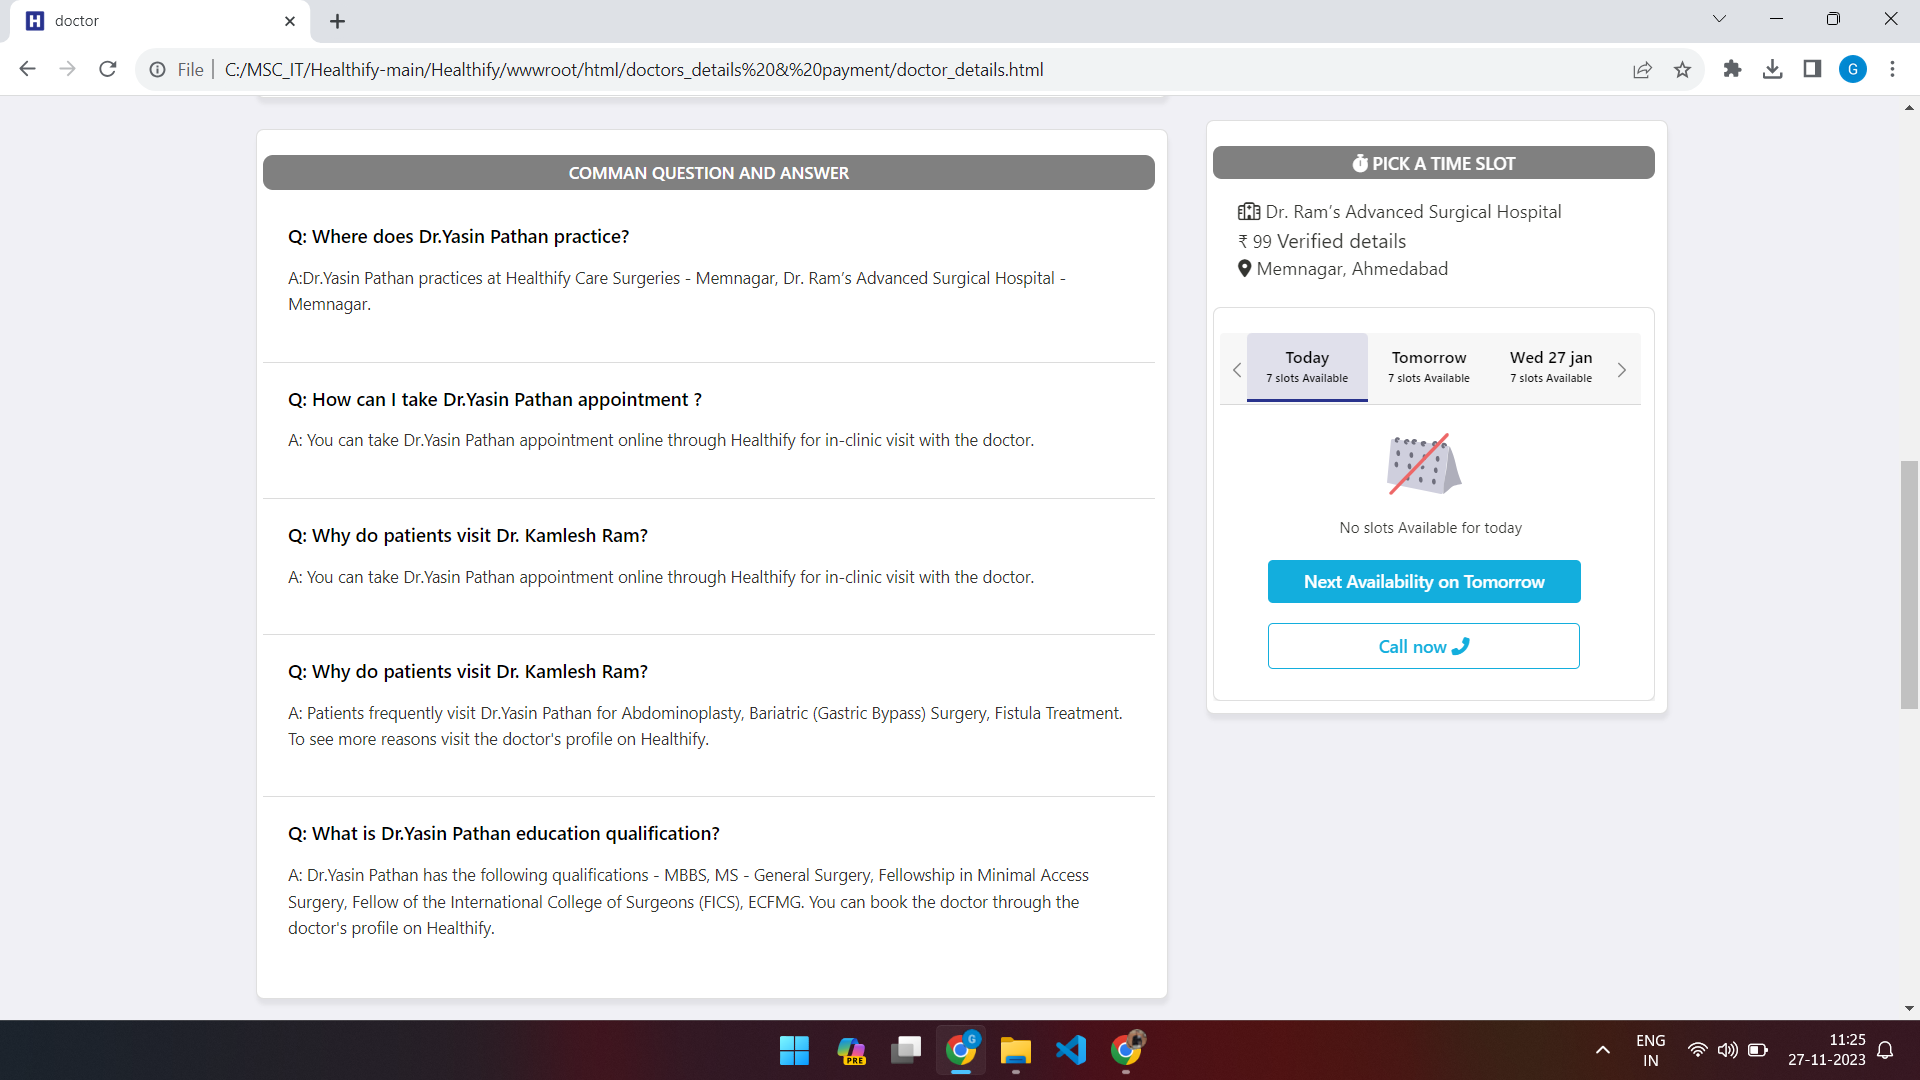 doctor
File
C:/MSC_IT/Healthify-main/Healthify/wwwroot/html/doctors_details%20&%20payment/doctor_details.html
G
COMMAN QUESTION AND ANSWER
Q: Where does Dr.Yasin Pathan practice?
A:Dr.Yasin Pathan practices at Healthify Care Surgeries - Memnagar, Dr. Ram’s Advanced Surgical Hospital -
Memnagar.
Q: How can I take Dr.Yasin Pathan appointment ?
A: You can take Dr.Yasin Pathan appointment online through Healthify for in-clinic visit with the doctor.
Q: Why do patients visit Dr. Kamlesh Ram?
A: You can take Dr.Yasin Pathan appointment online through Healthify for in-clinic visit with the doctor.
Q: Why do patients visit Dr. Kamlesh Ram?
A: Patients frequently visit Dr.Yasin Pathan for Abdominoplasty, Bariatric (Gastric Bypass) Surgery, Fistula Treatment.
To see more reasons visit the doctor's profile on Healthify.
Q: What is Dr.Yasin Pathan education qualification?
A: Dr.Yasin Pathan has the following qualifications - MBBS, MS - General Surgery, Fellowship in Minimal Access
Surgery, Fellow of the International College of Surgeons (FICS), ECFMG. You can book the doctor through the
doctor's profile on Healthify.
PICK A TIME SLOT
Dr. Ram’s Advanced Surgical Hospital
₹ 99 Verified details
Memnagar, Ahmedabad
Today
7 slots Available
Tomorrow
7 slots Available
Wed 27 jan
7 slots Available
No slots Available for today
Next Availability on Tomorrow
Call now
PRE
G
ENG
IN
11:25
27-11-2023